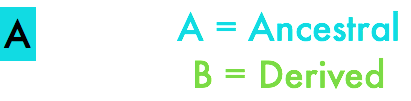 A
A = Ancestral
B = Derived